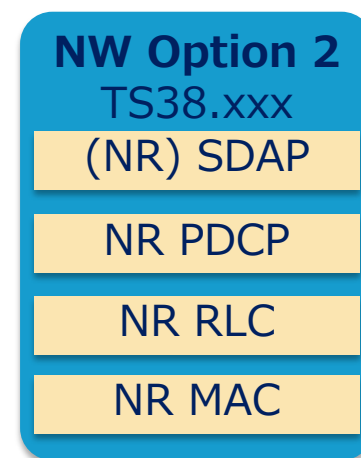 NW Option 2
TS38.xxx
(NR) SDAP
NR PDCP
NR RLC
NR MAC